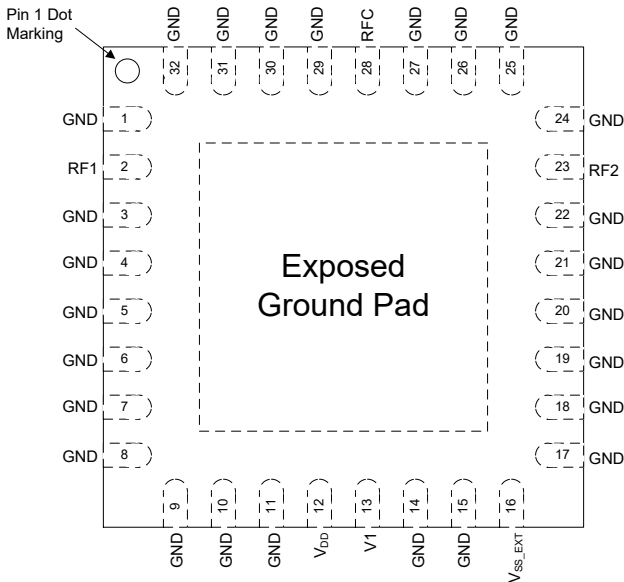 Pin 1 Dot
Marking
GND GND GND GND RFC GND GND GND
32 31 30 29 28 27 26 25
GND 1
RF1 2
GND 3
GND 4
GND 5
GND 6
GND 7
GND 8
Exposed
Ground Pad
24 GND
23 RF2
22 GND
21 GND
20 GND
19 GND
18 GND
17 GND
9 10 11 12 13 14 15 16
GND GND GND VDD V1 GND GND VSS_EXT